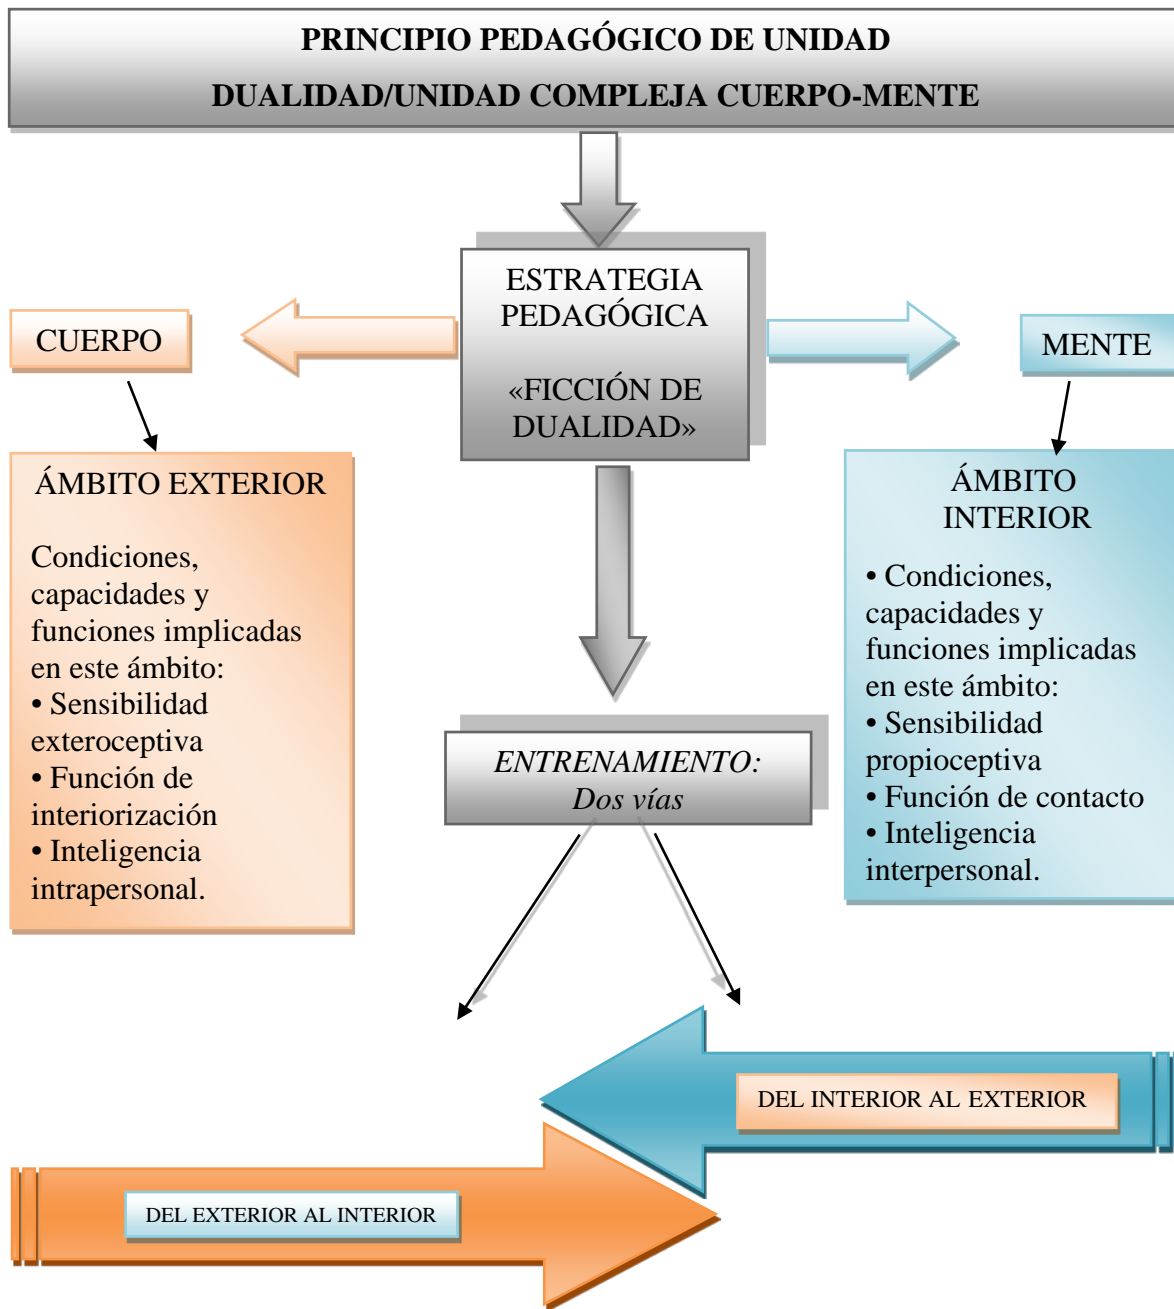 PRINCIPIO PEDAGÓGICO DE UNIDAD
DUALIDAD/UNIDAD COMPLEJA CUERPO-MENTE
ESTRATEGIA
PEDAGÓGICA
«FICCIÓN DE
DUALIDAD»
CUERPO
MENTE
ÁMBITO EXTERIOR
Condiciones,
capacidades y
funciones implicadas
en este ámbito:
• Sensibilidad
exteroceptiva
• Función de
interiorización
• Inteligencia
intrapersonal.
ÁMBITO
INTERIOR
• Condiciones,
capacidades y
funciones implicadas
en este ámbito:
• Sensibilidad
propioceptiva
• Función de contacto
• Inteligencia
interpersonal.
ENTRENAMIENTO:
Dos vías
DEL INTERIOR AL EXTERIOR
DEL EXTERIOR AL INTERIOR